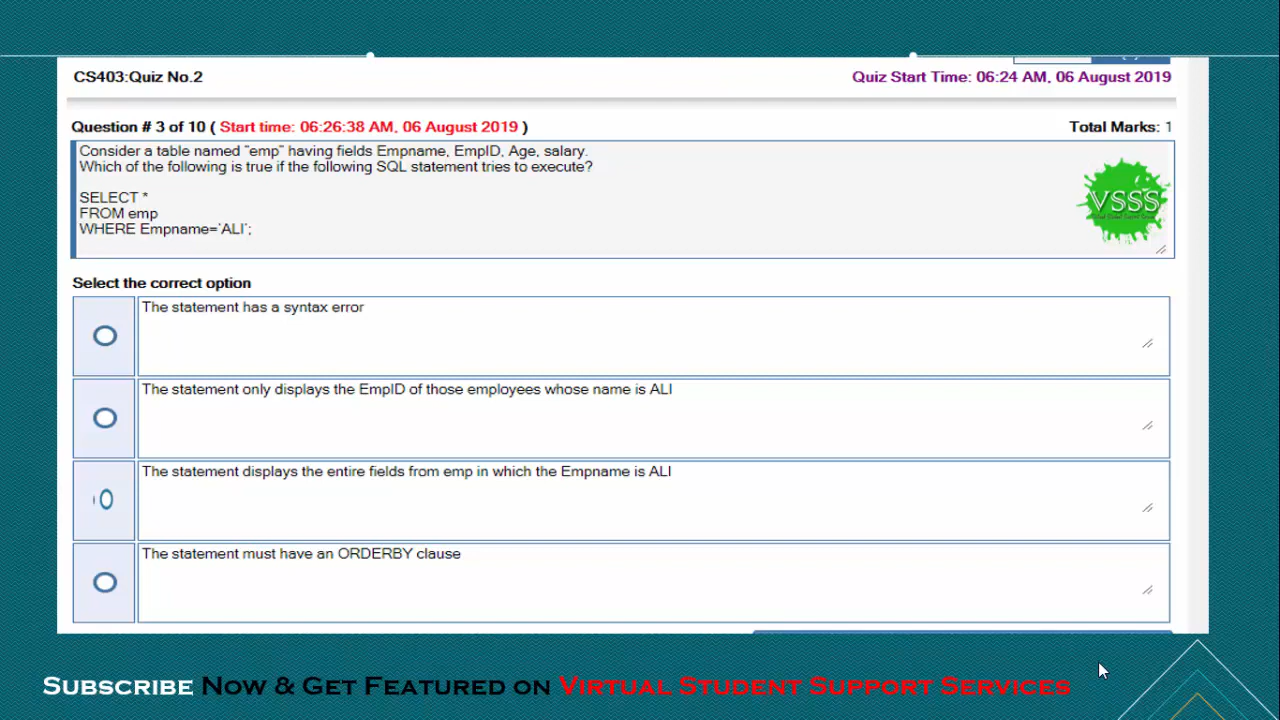 CS403:Quiz No.2
Quiz Start Time: 06:24 AM, 06 August 2019
Question # 3 of 10 ( Start time: 06:26:38 AM, 06 August 2019 )
Total Marks: 1
Consider a table named “emp” having fields Empname, EmpID, Age, salary.
Which of the following is true if the following SQL statement tries to execute?
SELECT *
FROM emp
WHERE Empname=‘ALI’;
VSSS
Select the correct option
The statement has a syntax error
The statement only displays the EmpID of those employees whose name is ALI
The statement displays the entire fields from emp in which the Empname is ALI
The statement must have an ORDERBY clause
Subscribe Now & Get Featured on Virtual Student Support Services